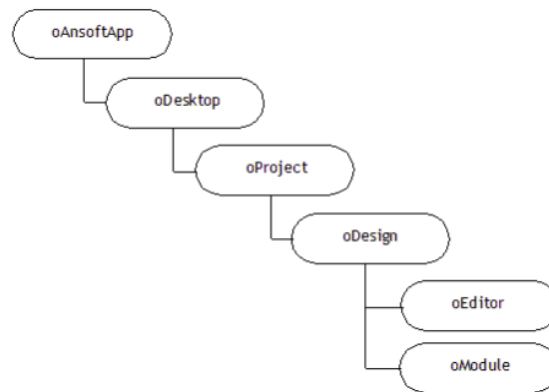 oAnsoftApp
oDesktop
oProject
oDesign
oEditor
oModule